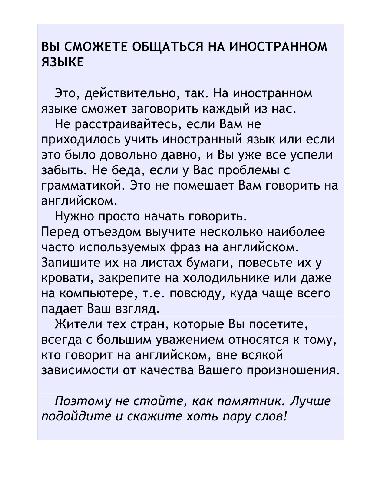 ВЫ СМОЖЕТЕ ОБЩАТЬСЯ НА ИНОСТРАННОМ
ЯЗЫКЕ
Это, действительно, так. На иностранном
языке сможет заговорить каждый из нас.
Не расстраивайтесь, если Вам не
приходилось учить иностранный язык или если
это было довольно давно, и Вы уже все успели
забыть. Не беда, если у Вас проблемы с
грамматикой. Это не помешает Вам говорить на
английском.
Нужно просто начать говорить.
Перед отъездом выучите несколько наиболее
часто используемых фраз на английском.
Запишите их на листах бумаги, повесьте их у
кровати, закрепите на холодильнике или даже
на компьютере, т.е. повсюду, куда чаще всего
падает Ваш взгляд.
Жители тех стран, которые Вы посетите,
всегда с большим уважением относятся к тому,
кто говорит на английском, вне всякой
зависимости от качества Вашего произношения.
Поэтому не стойте, как памятник. Лучше
подойдите и скажите хоть пару слов!